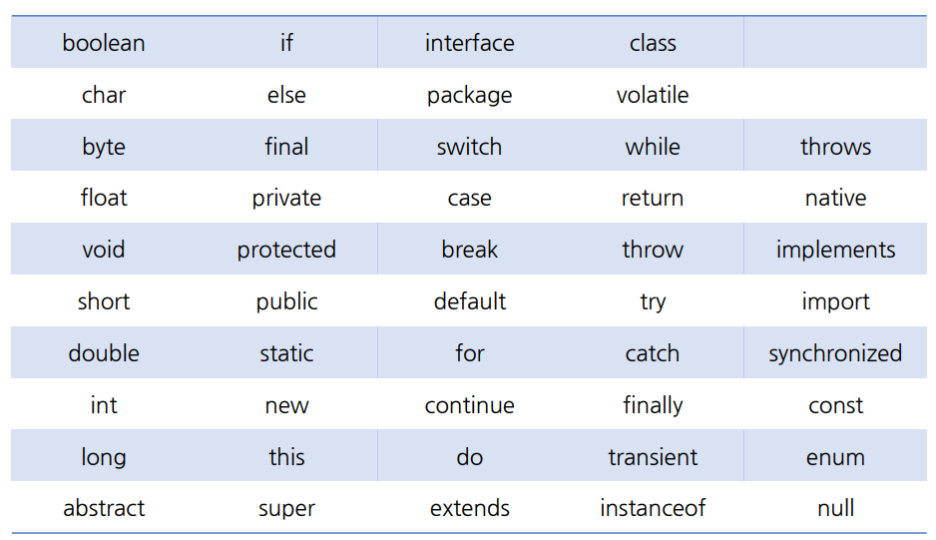 boolean if interface class
char else package volatile
byte final switch while throws
float private case return native
void protected break throw implements
short public default try import
double static for catch synchronized
int new continue finally const
long this do transient enum
abstract super extends instanceof null